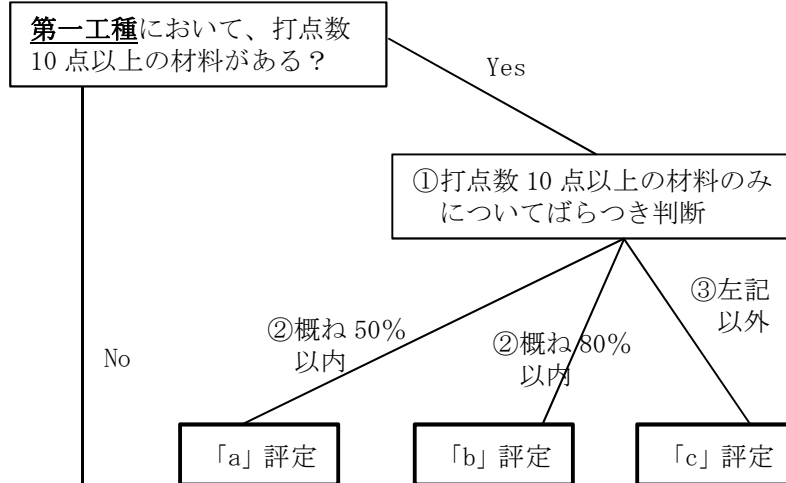 第一工種において、打点数
10 点以上の材料がある？
Yes
①打点数 10 点以上の材料のみ
についてばらつき判断
③左記
以外
②概ね 50％
以内
②概ね 80％
以内
No
「a」評定
「b」評定
「c」評定